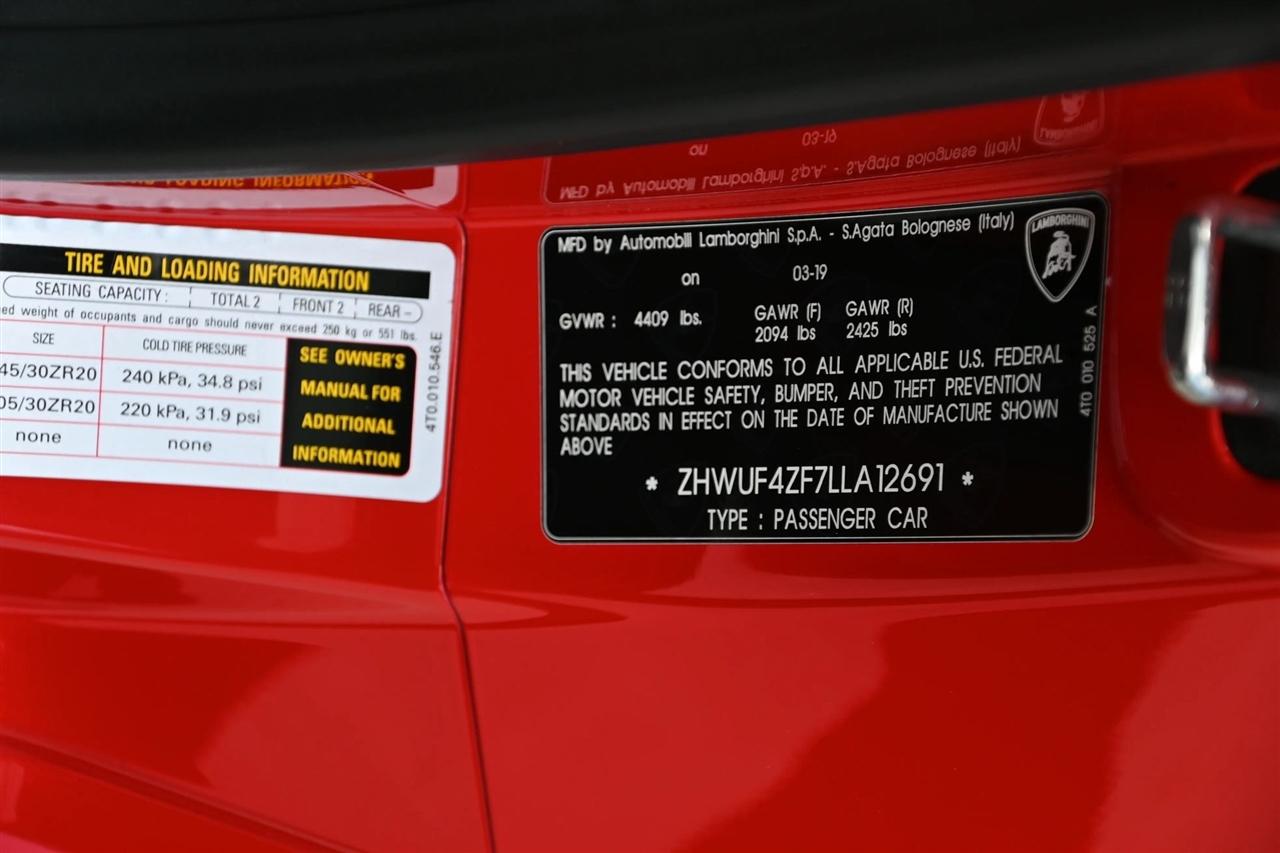 TIRE AND LOADING INFORMATION
SEATING CAPACITY: TOTAL 2 FRONT 2 REAR –
weight of occupants and cargo should never exceed 250 kg or 551 lbs.
SIZE COLD TIRE PRESSURE
45/30ZR20 240 kPa, 34.8 psi
05/30ZR20 220 kPa, 31.9 psi
none none
SEE OWNER'S
MANUAL FOR
ADDITIONAL
INFORMATION
4T0.010.546.E
MFD by Automobili Lamborghini S.p.A. - S.Agata Bolognese (Italy)
on 03-19
LAMBORGHINI
GVWR : 4409 lbs. GAWR (F) GAWR (R)
2094 lbs 2425 lbs
THIS VEHICLE CONFORMS TO ALL APPLICABLE U.S. FEDERAL
MOTOR VEHICLE SAFETY, BUMPER, AND THEFT PREVENTION
STANDARDS IN EFFECT ON THE DATE OF MANUFACTURE SHOWN
ABOVE
* ZHWUF4ZF7LLA12691 *
TYPE : PASSENGER CAR
4T0 010 525 A